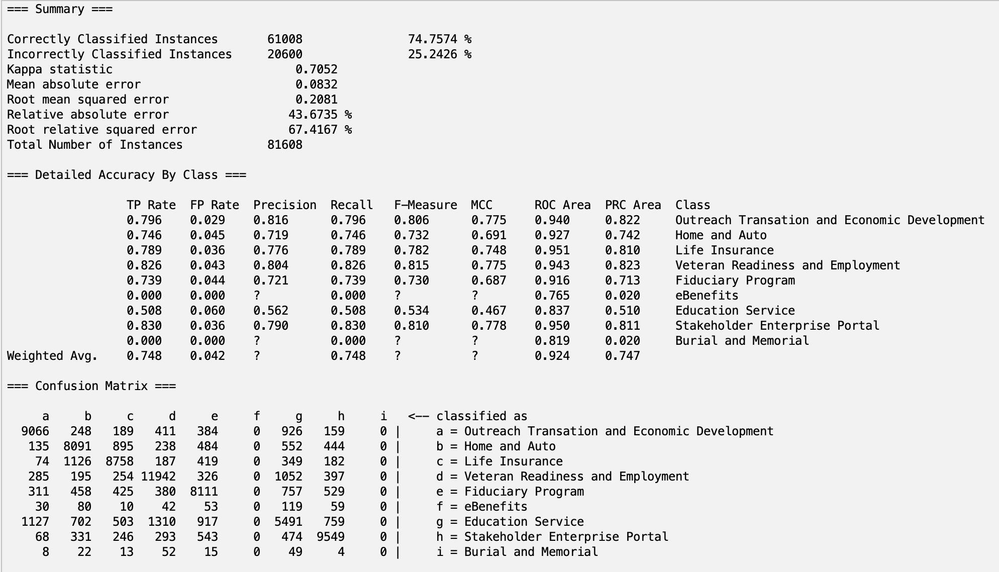 === Summary ===
Correctly Classified Instances 61008 74.7574 %
Incorrectly Classified Instances 20600 25.2426 %
Kappa statistic 0.7052
Mean absolute error 0.0832
Root mean squared error 0.2081
Relative absolute error 43.6735 %
Root relative squared error 67.4167 %
Total Number of Instances 81608
=== Detailed Accuracy By Class ===
TP Rate FP Rate Precision Recall F-Measure MCC ROC Area PRC Area Class
0.796 0.029 0.816 0.796 0.806 0.775 0.940 0.822 Outreach Transation and Economic Development
0.746 0.045 0.719 0.746 0.732 0.691 0.927 0.742 Home and Auto
0.789 0.036 0.776 0.789 0.782 0.748 0.951 0.810 Life Insurance
0.826 0.043 0.804 0.826 0.815 0.775 0.943 0.823 Veteran Readiness and Employment
0.739 0.044 0.721 0.739 0.730 0.687 0.916 0.713 Fiduciary Program
0.000 0.000 ? 0.000 ? ? 0.765 0.020 eBenefits
0.508 0.060 0.562 0.508 0.534 0.467 0.837 0.510 Education Service
0.830 0.036 0.790 0.830 0.810 0.778 0.950 0.811 Stakeholder Enterprise Portal
0.000 0.000 ? 0.000 ? ? 0.819 0.020 Burial and Memorial
Weighted Avg. 0.748 0.042 ? 0.748 ? ? 0.924 0.747
=== Confusion Matrix ===
a b c d e f g h i <-- classified as
9066 248 189 411 384 0 926 159 0 | a = Outreach Transation and Economic Development
135 8091 895 238 484 0 552 444 0 | b = Home and Auto
74 1126 8758 187 419 0 349 182 0 | c = Life Insurance
285 195 254 11942 326 0 1052 397 0 | d = Veteran Readiness and Employment
311 458 425 380 8111 0 757 529 0 | e = Fiduciary Program
30 80 10 42 53 0 119 59 0 | f = eBenefits
1127 702 503 1310 917 0 5491 759 0 | g = Education Service
68 331 246 293 543 0 474 9549 0 | h = Stakeholder Enterprise Portal
8 22 13 52 15 0 49 4 0 | i = Burial and Memorial